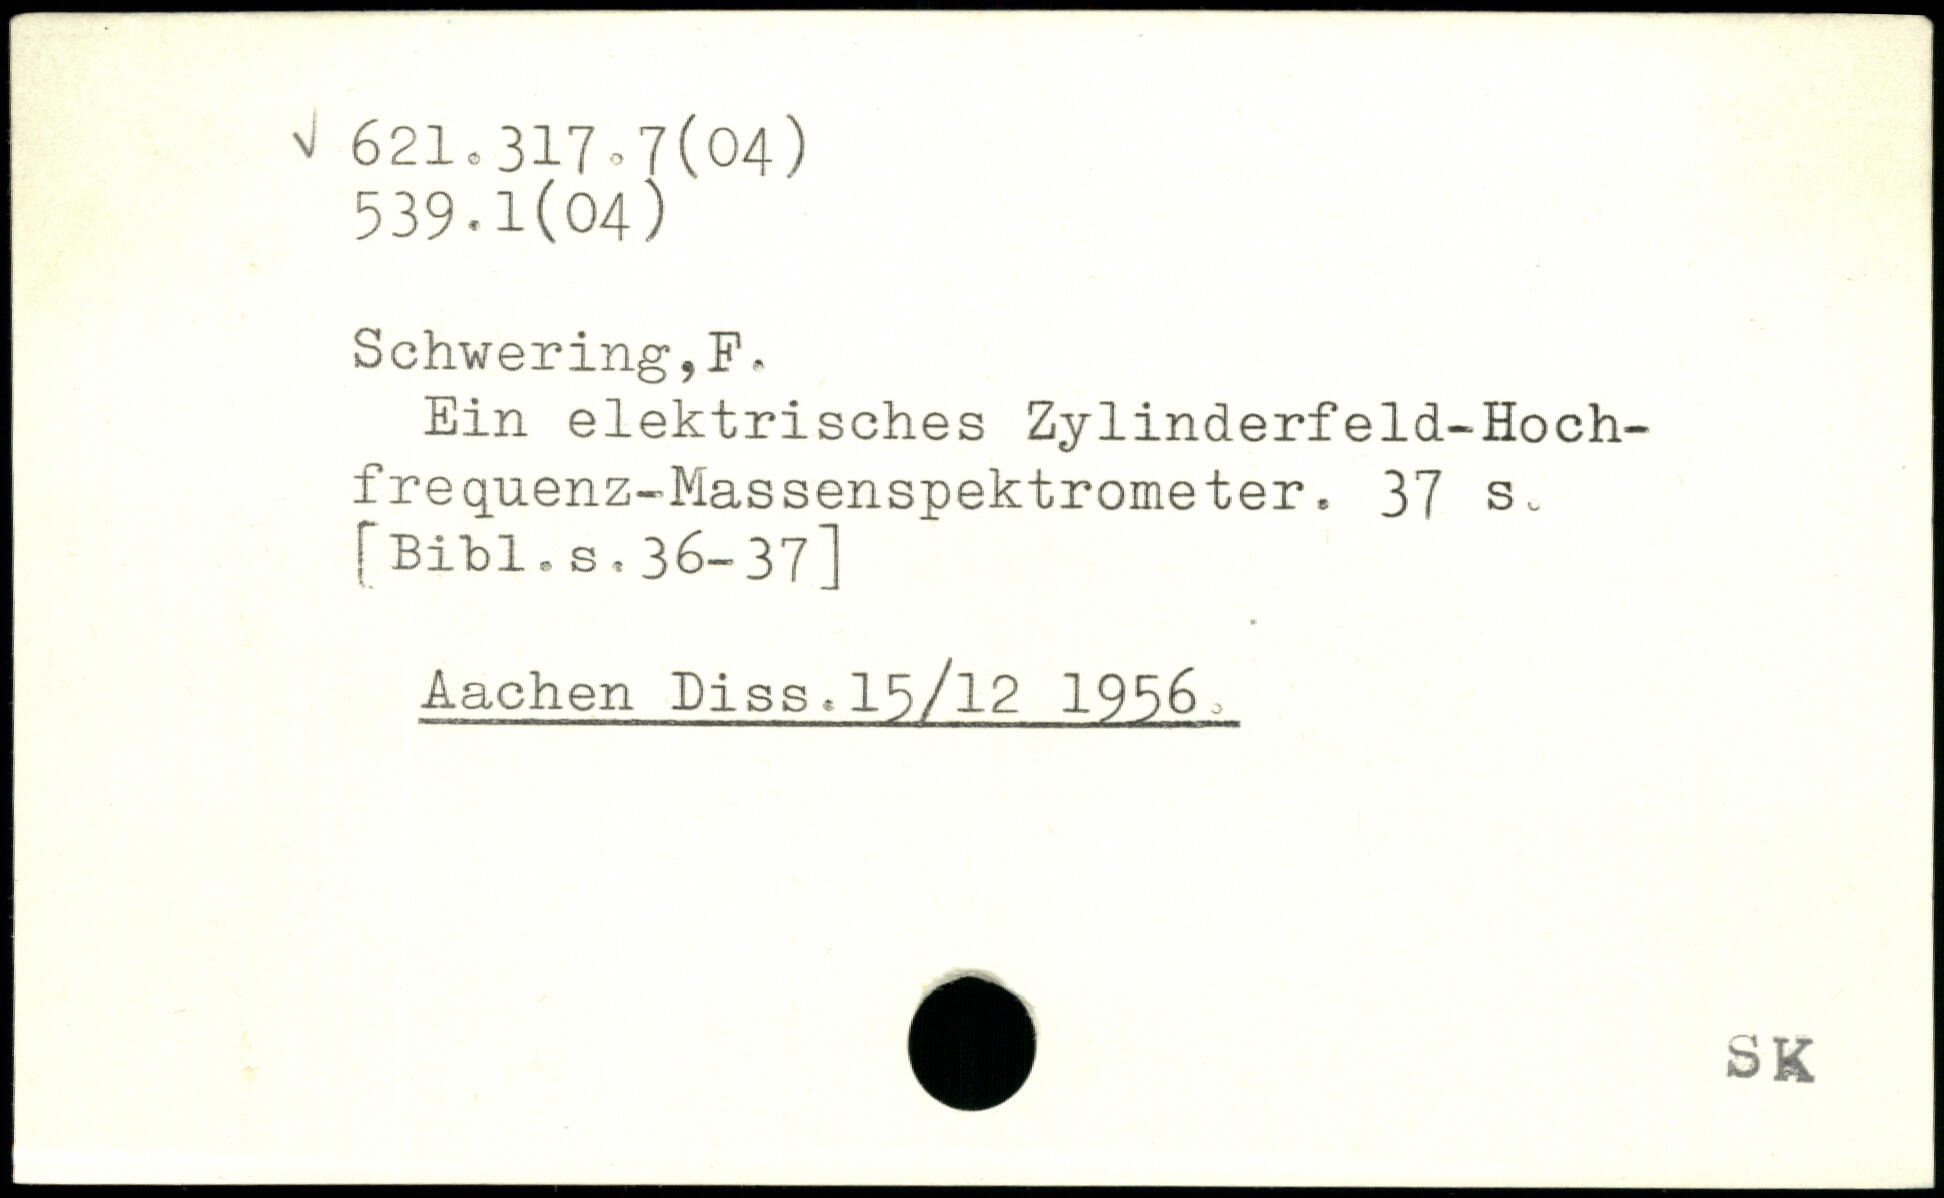 √ 621.317.7(04)
539.1(04)
Schwering,F.
Ein elektrisches Zylinderfeld-Hoch-
frequenz-Massenspektrometer. 37 s.
[Bibl.s.36-37]
Aachen Diss.15/12 1956.
SK